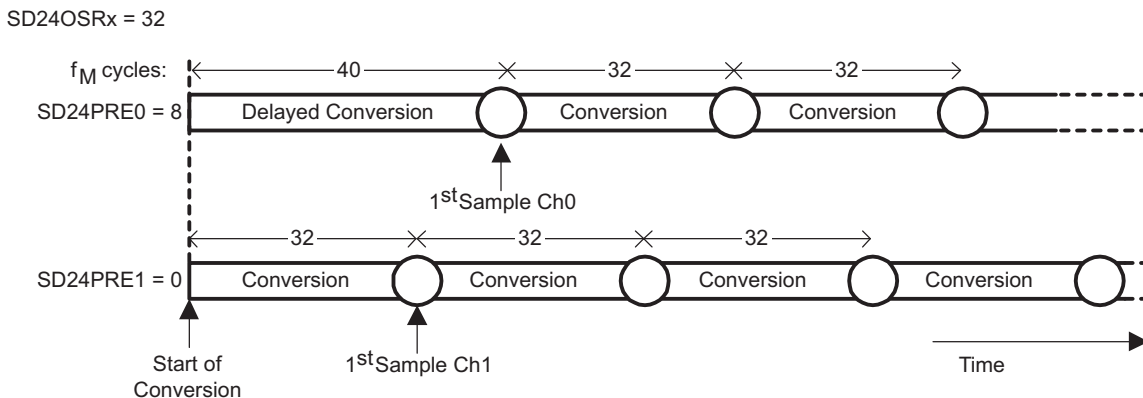 SD24OSRx = 32
fM cycles: 40 32 32
SD24PRE0 = 8 Delayed Conversion Conversion Conversion
1st Sample Ch0
32 32 32
SD24PRE1 = 0 Conversion Conversion Conversion Conversion
Start of
Conversion
1st Sample Ch1
Time